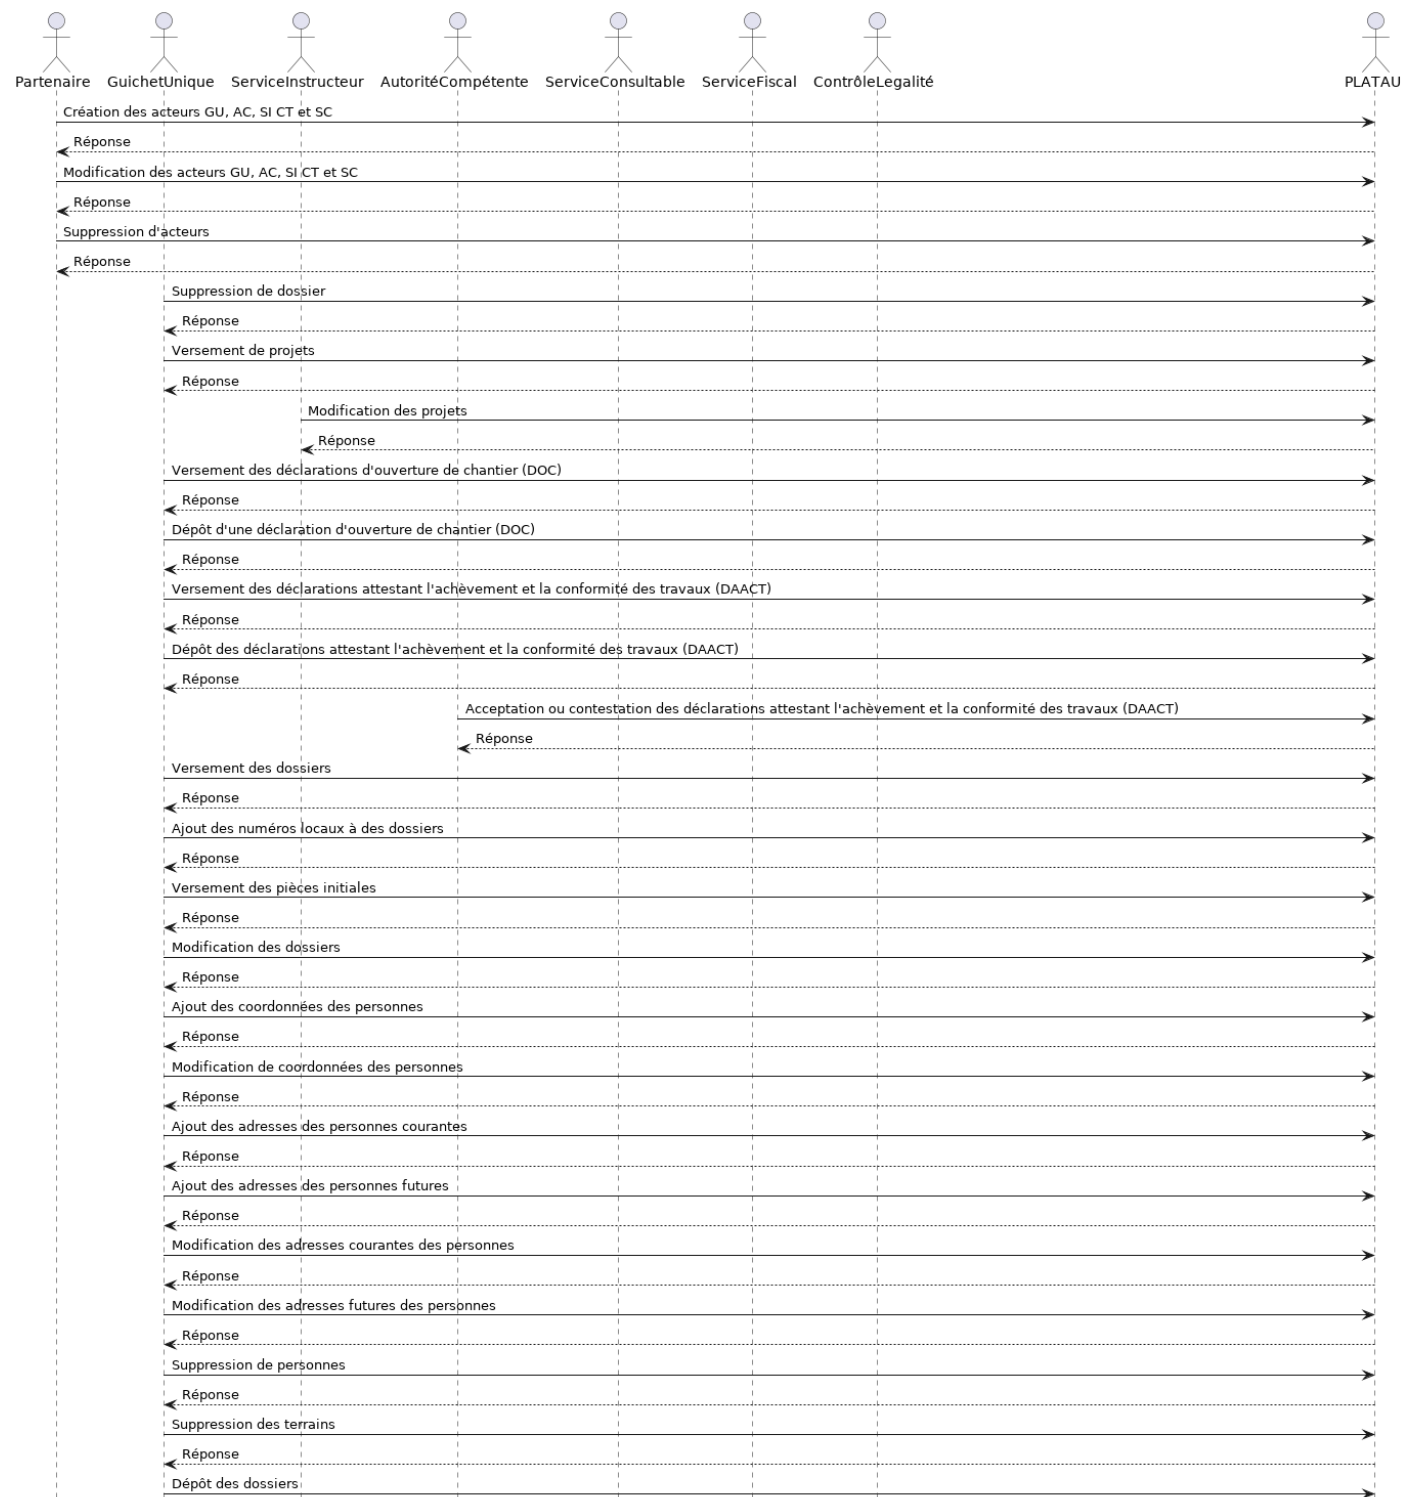 Partenaire GuichetUnique ServiceInstructeur AutoritéCompétente ServiceConsultable ServiceFiscal ContrôleLegalité PLATAU
Création des acteurs GU, AC, SI CT et SC
Réponse
Modification des acteurs GU, AC, SI CT et SC
Réponse
Suppression d'acteurs
Réponse
Suppression de dossier
Réponse
Versement de projets
Réponse
Modification des projets
Réponse
Versement des déclarations d'ouverture de chantier (DOC)
Réponse
Dépôt d'une déclaration d'ouverture de chantier (DOC)
Réponse
Versement des déclarations attestant l'achèvement et la conformité des travaux (DAACT)
Réponse
Dépôt des déclarations attestant l'achèvement et la conformité des travaux (DAACT)
Réponse
Acceptation ou contestation des déclarations attestant l'achèvement et la conformité des travaux (DAACT)
Réponse
Versement des dossiers
Réponse
Ajout des numéros locaux à des dossiers
Réponse
Versement des pièces initiales
Réponse
Modification des dossiers
Réponse
Ajout des coordonnées des personnes
Réponse
Modification de coordonnées des personnes
Réponse
Ajout des adresses des personnes courantes
Réponse
Ajout des adresses des personnes futures
Réponse
Modification des adresses courantes des personnes
Réponse
Modification des adresses futures des personnes
Réponse
Suppression de personnes
Réponse
Suppression des terrains
Réponse
Dépôt des dossiers